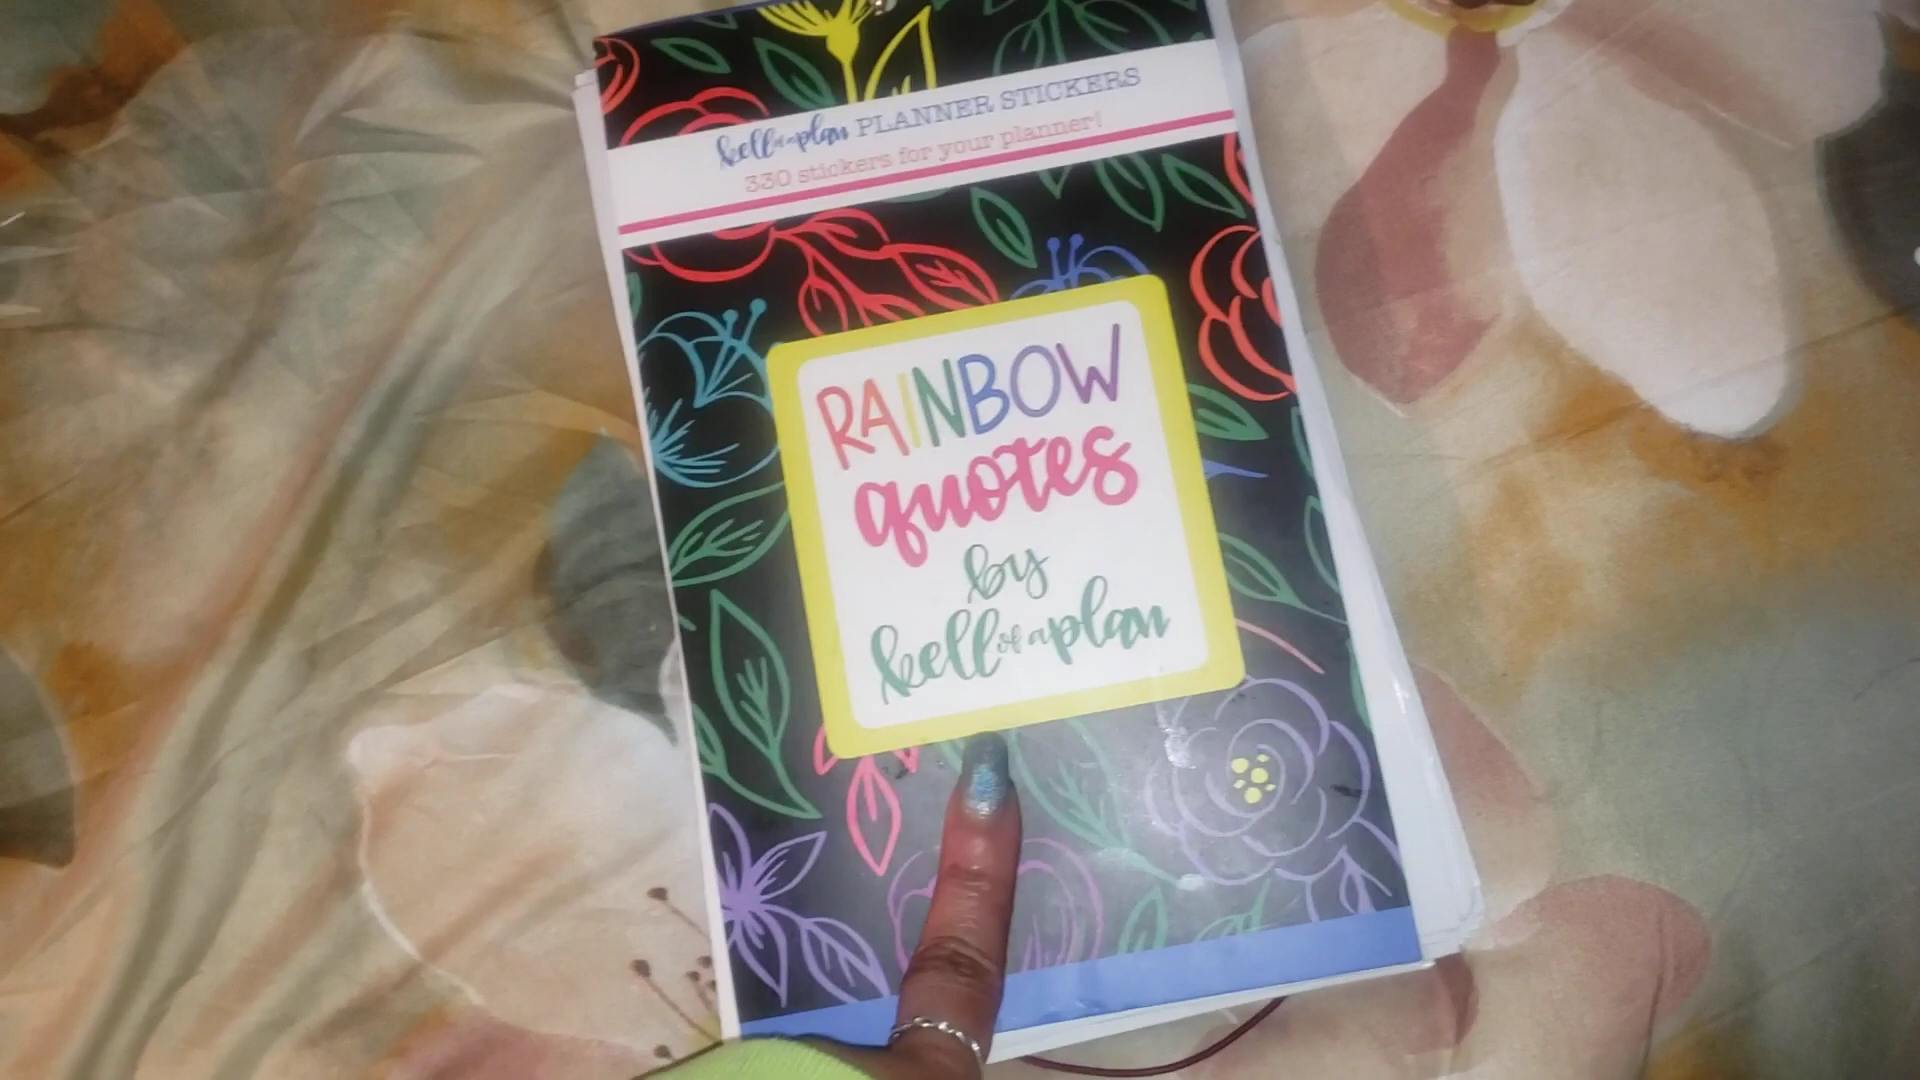 kell of a plan PLANNER STICKERS
330 stickers for your planner!
RAINBOW
quotes
by
kell of a plan